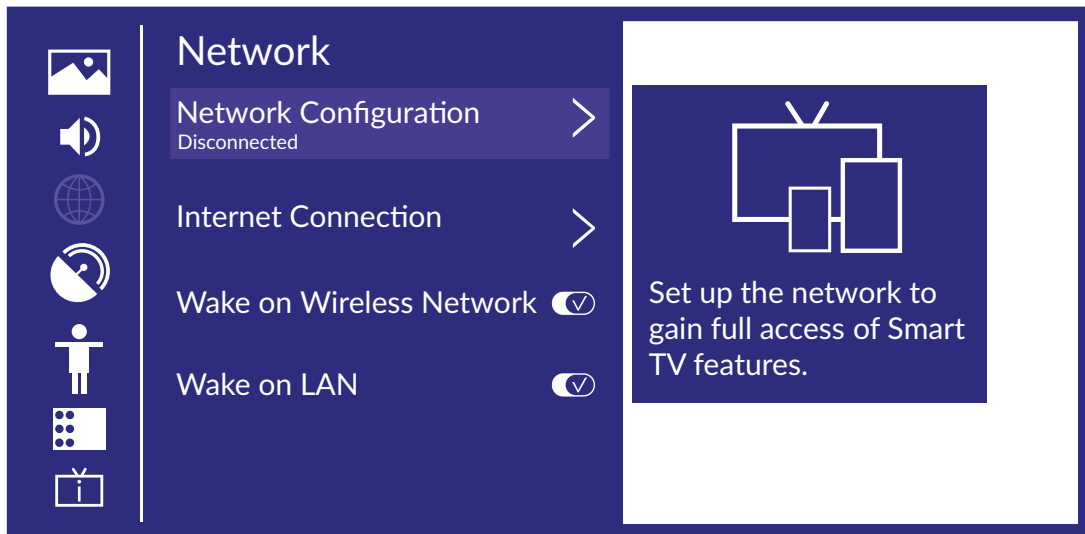 Network
Network Configuration
Disconnected
Internet Connection
Wake on Wireless Network
Wake on LAN
Set up the network to
gain full access of Smart
TV features.
i